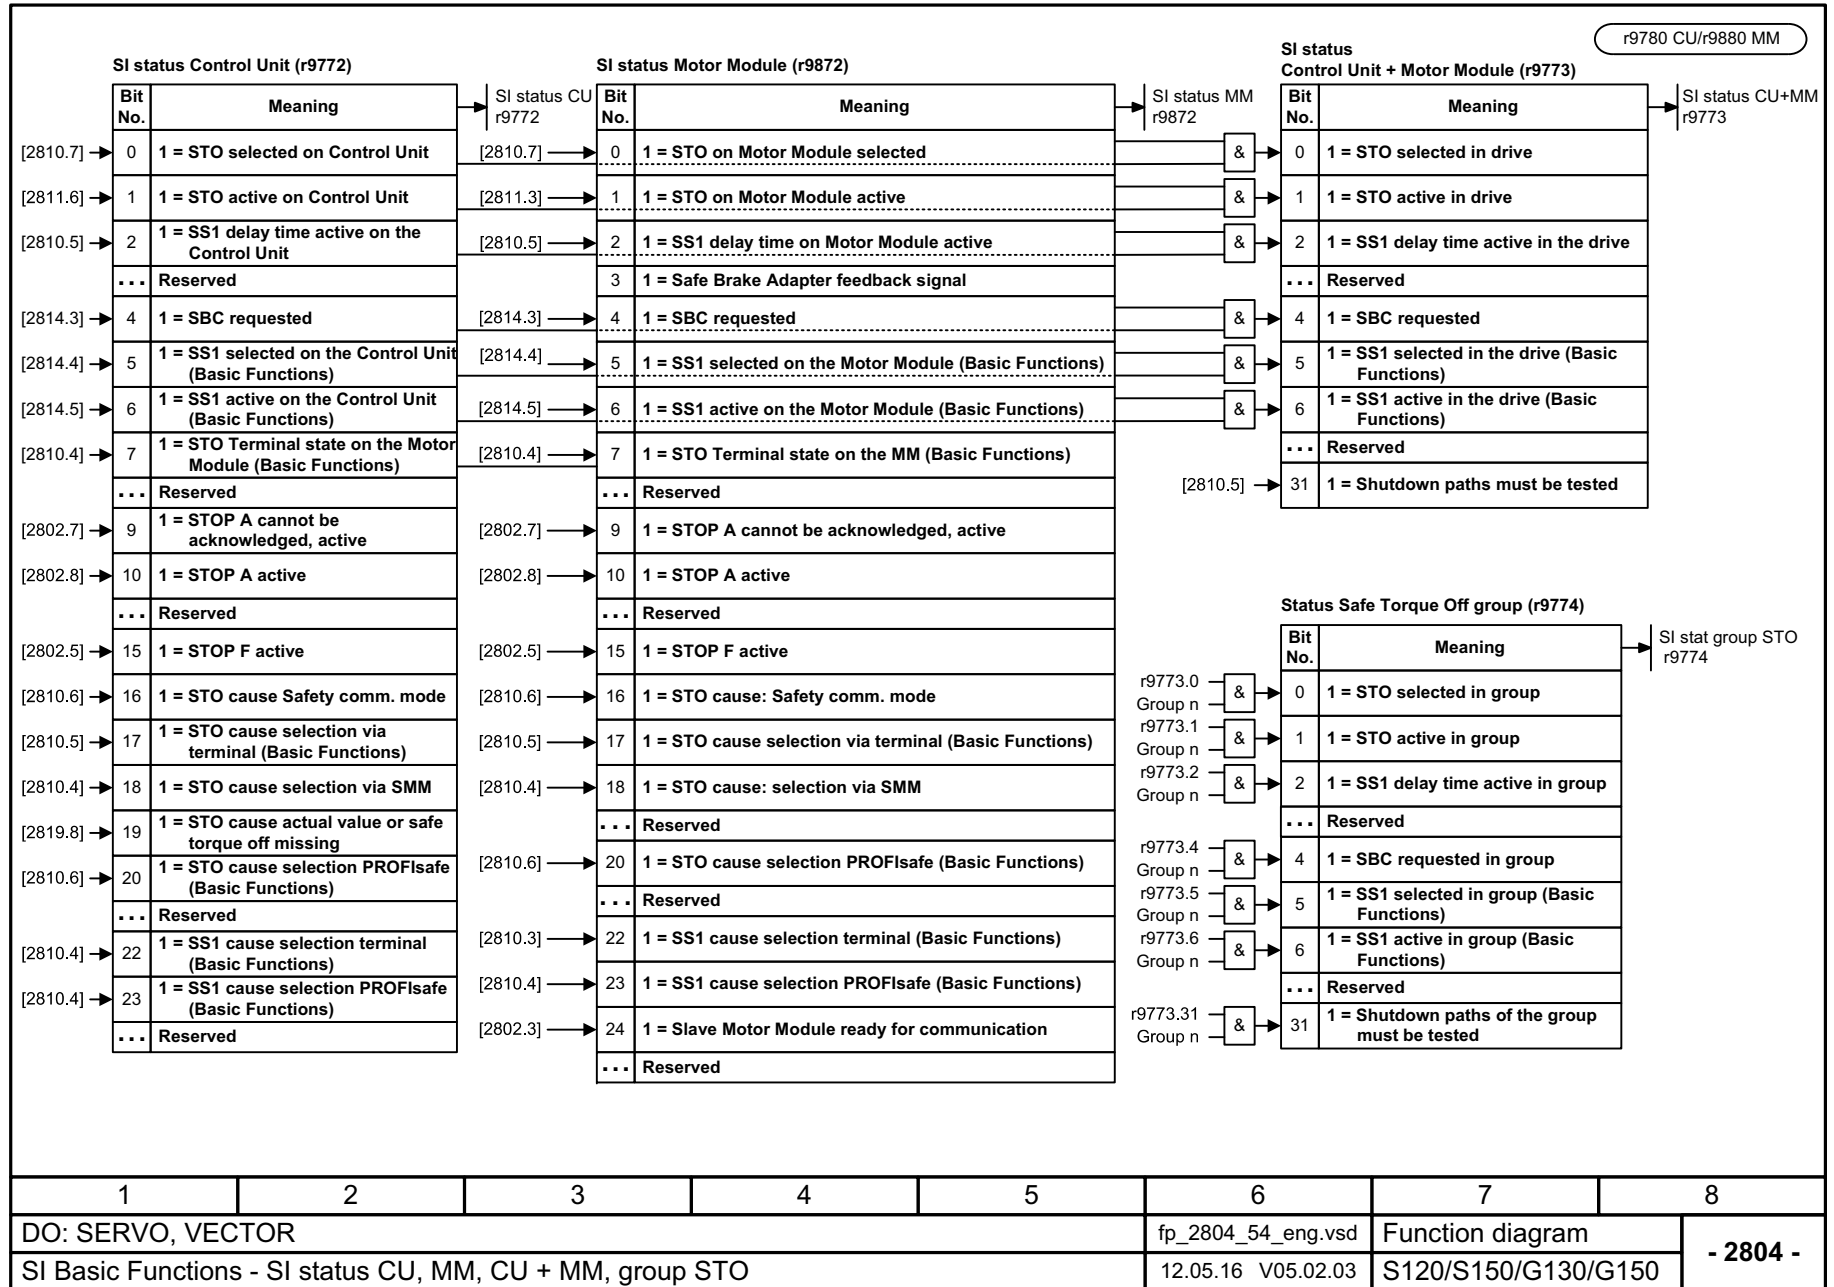 r9780 CU/r9880 MM
SI status Control Unit (r9772)
Bit No.
Meaning
SI status CU
r9772
[2810.7]
0
1 = STO selected on Control Unit
[2811.6]
1
1 = STO active on Control Unit
[2810.5]
2
1 = SS1 delay time active on the
Control Unit
... Reserved
[2814.3]
4
1 = SBC requested
[2814.4]
5
1 = SS1 selected on the Control Unit
(Basic Functions)
[2814.5]
6
1 = SS1 active on the Control Unit
(Basic Functions)
[2810.4]
7
1 = STO Terminal state on the Motor
Module (Basic Functions)
... Reserved
[2802.7]
9
1 = STOP A cannot be
acknowledged, active
[2802.8]
10
1 = STOP A active
... Reserved
[2802.5]
15
1 = STOP F active
[2810.6]
16
1 = STO cause Safety comm. mode
[2810.5]
17
1 = STO cause selection via
terminal (Basic Functions)
[2810.4]
18
1 = STO cause selection via SMM
[2819.8]
19
1 = STO cause actual value or safe
torque off missing
[2810.6]
20
1 = STO cause selection PROFIsafe
(Basic Functions)
... Reserved
[2810.4]
22
1 = SS1 cause selection terminal
(Basic Functions)
[2810.4]
23
1 = SS1 cause selection PROFIsafe
(Basic Functions)
... Reserved
SI status Motor Module (r9872)
Bit No.
Meaning
SI status MM
r9872
[2810.7]
0
1 = STO on Motor Module selected
[2811.3]
1
1 = STO on Motor Module active
[2810.5]
2
1 = SS1 delay time on Motor Module active
3
1 = Safe Brake Adapter feedback signal
[2814.3]
4
1 = SBC requested
[2814.4]
5
1 = SS1 selected on the Motor Module (Basic Functions)
[2814.5]
6
1 = SS1 active on the Motor Module (Basic Functions)
[2810.4]
7
1 = STO Terminal state on the MM (Basic Functions)
... Reserved
[2802.7]
9
1 = STOP A cannot be acknowledged, active
[2802.8]
10
1 = STOP A active
... Reserved
[2802.5]
15
1 = STOP F active
[2810.6]
16
1 = STO cause: Safety comm. mode
[2810.5]
17
1 = STO cause selection via terminal (Basic Functions)
[2810.4]
18
1 = STO cause: selection via SMM
... Reserved
[2810.6]
20
1 = STO cause selection PROFIsafe (Basic Functions)
... Reserved
[2810.3]
22
1 = SS1 cause selection terminal (Basic Functions)
[2810.4]
23
1 = SS1 cause selection PROFIsafe (Basic Functions)
[2802.3]
24
1 = Slave Motor Module ready for communication
... Reserved
SI status
Control Unit + Motor Module (r9773)
Bit No.
Meaning
SI status CU+MM
r9773
&
0
1 = STO selected in drive
&
1
1 = STO active in drive
&
2
1 = SS1 delay time active in the drive
... Reserved
&
4
1 = SBC requested
&
5
1 = SS1 selected in the drive (Basic
Functions)
&
6
1 = SS1 active in the drive (Basic
Functions)
... Reserved
[2810.5]
31
1 = Shutdown paths must be tested
Status Safe Torque Off group (r9774)
Bit No.
Meaning
SI stat group STO
r9774
r9773.0
Group n
&
0
1 = STO selected in group
r9773.1
Group n
&
1
1 = STO active in group
r9773.2
Group n
&
2
1 = SS1 delay time active in group
... Reserved
r9773.4
Group n
&
4
1 = SBC requested in group
r9773.5
Group n
&
5
1 = SS1 selected in group (Basic
Functions)
r9773.6
Group n
&
6
1 = SS1 active in group (Basic
Functions)
... Reserved
r9773.31
Group n
&
31
1 = Shutdown paths of the group
must be tested
1 2 3 4 5 6 7 8
DO: SERVO, VECTOR
fp_2804_54_eng.vsd
Function diagram
- 2804 -
SI Basic Functions - SI status CU, MM, CU + MM, group STO
12.05.16 V05.02.03
S120/S150/G130/G150